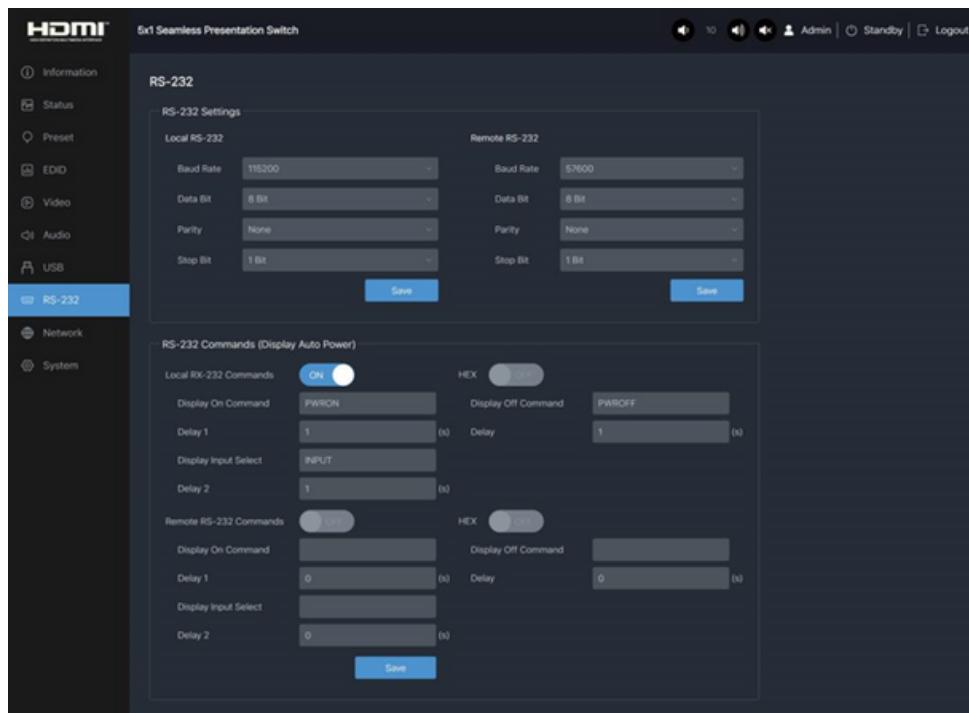 HDMI
5x1 Seamless Presentation Switch
10
Admin
Standby
Logout
Information
Status
Preset
EDID
Video
Audio
USB
RS-232
Network
System
RS-232
RS-232 Settings
Local RS-232
Baud Rate 115200
Data Bit 8 Bit
Parity None
Stop Bit 1 Bit
Save
Remote RS-232
Baud Rate 57600
Data Bit 8 Bit
Parity None
Stop Bit 1 Bit
Save
RS-232 Commands (Display Auto Power)
Local RX-232 Commands ON HEX OFF
Display On Command PWRON Display Off Command PWROFF
Delay 1 1 (s) Delay 1 (s)
Display Input Select INPUT
Delay 2 1 (s)
Remote RS-232 Commands OFF HEX OFF
Display On Command Display Off Command
Delay 1 0 (s) Delay 0 (s)
Display Input Select
Delay 2 0 (s)
Save